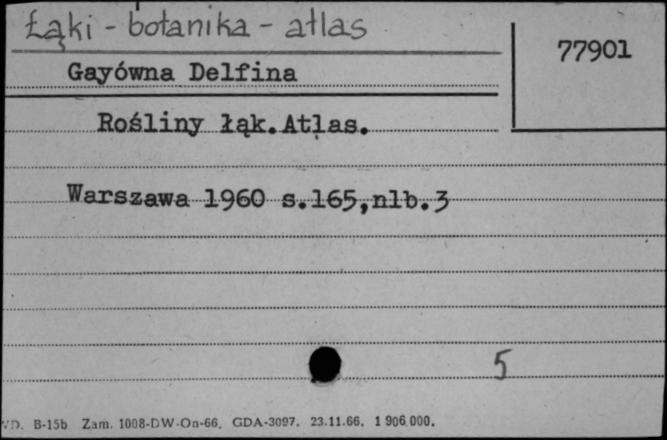 Łąki - botanika - atlas
77901
Gayówna Delfina
Rośliny łąk. Atlas.
Warszawa 1960 s.165,nlb.3
5
B-15b Zam. 1008-DW-On-66. GDA-3097. 23.11.66. 1 906 000.